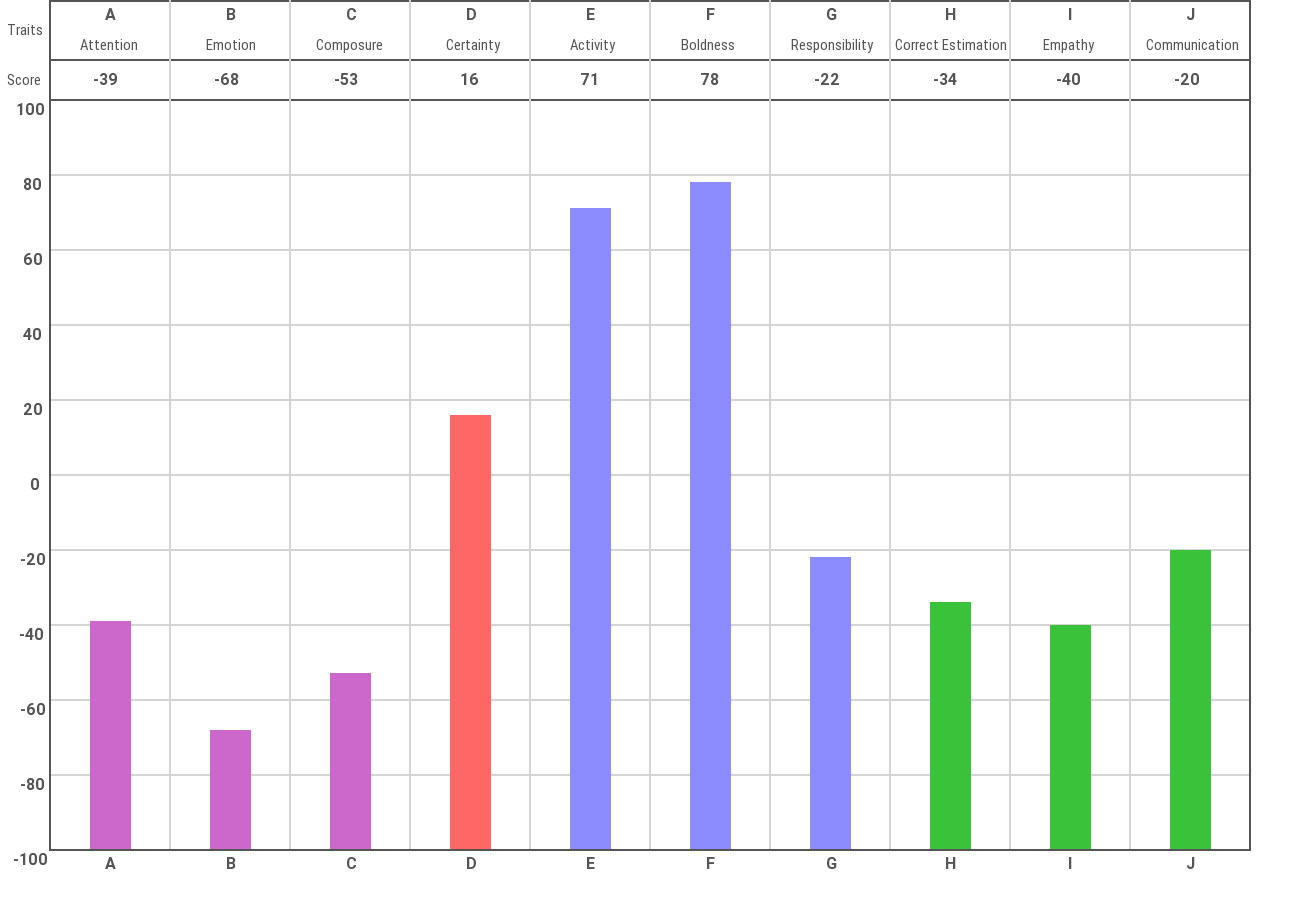 Traits
A B C D E F G H I J
Attention Emotion Composure Certainty Activity Boldness Responsibility Correct Estimation Empathy Communication
Score -39 -68 -53 16 71 78 -22 -34 -40 -20
100
80
60
40
20
0
-20
-40
-60
-80
-100
A B C D E F G H I J